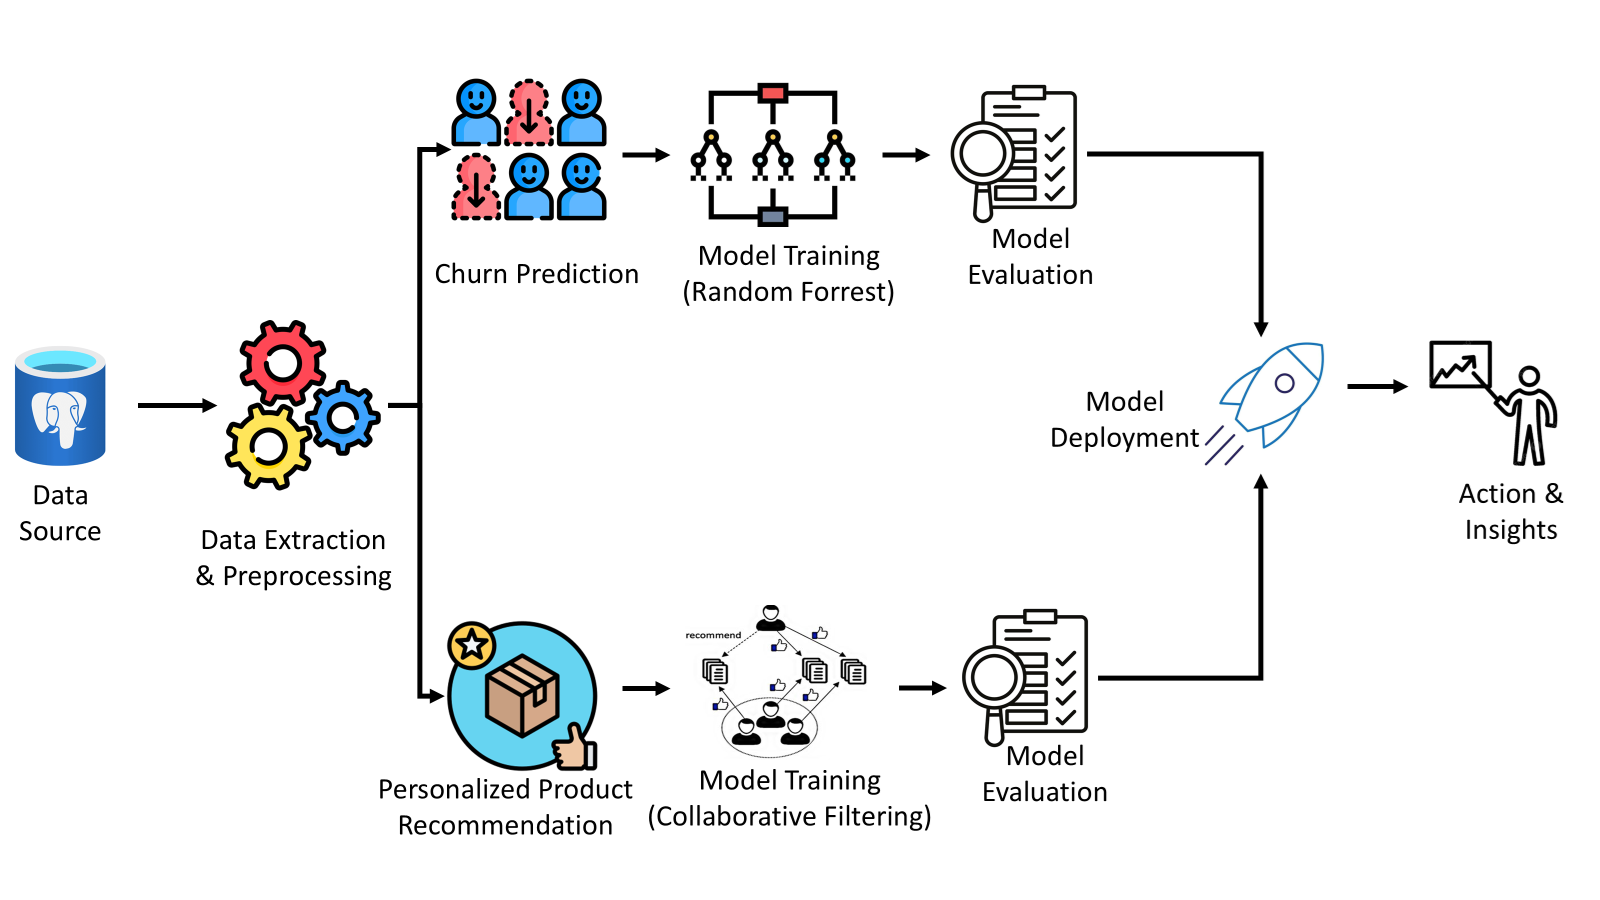 Data
Source
Data Extraction
& Preprocessing
Churn Prediction
Model Training
(Random Forrest)
Model
Evaluation
Personalized Product
Recommendation
recommend
Model Training
(Collaborative Filtering)
Model
Evaluation
Model
Deployment
Action &
Insights